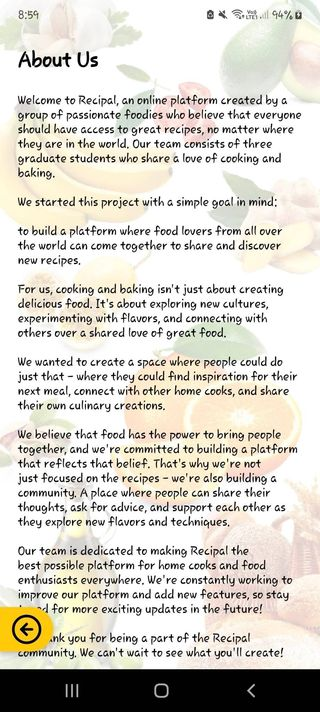 8:59
94%
About Us
Welcome to Recipal, an online platform created by a
group of passionate foodies who believe that everyone
should have access to great recipes, no matter where
they are in the world. Our team consists of three
graduate students who share a love of cooking and
baking.
We started this project with a simple goal in mind:
to build a platform where food lovers from all over
the world can come together to share and discover
new recipes.
For us, cooking and baking isn't just about creating
delicious food. It's about exploring new cultures,
experimenting with flavors, and connecting with
others over a shared love of great food.
We wanted to create a space where people could do
just that - where they could find inspiration for their
next meal, connect with other home cooks, and share
their own culinary creations.
We believe that food has the power to bring people
together, and we're committed to building a platform
that reflects that belief. That's why we're not
just focused on the recipes - we're also building a
community. A place where people can share their
thoughts, ask for advice, and support each other as
they explore new flavors and techniques.
Our team is dedicated to making Recipal the
best possible platform for home cooks and food
enthusiasts everywhere. We're constantly working to
improve our platform and add new features, so stay
for more exciting updates in the future!
you for being a part of the Recipal
community. We can't wait to see what you'll create!